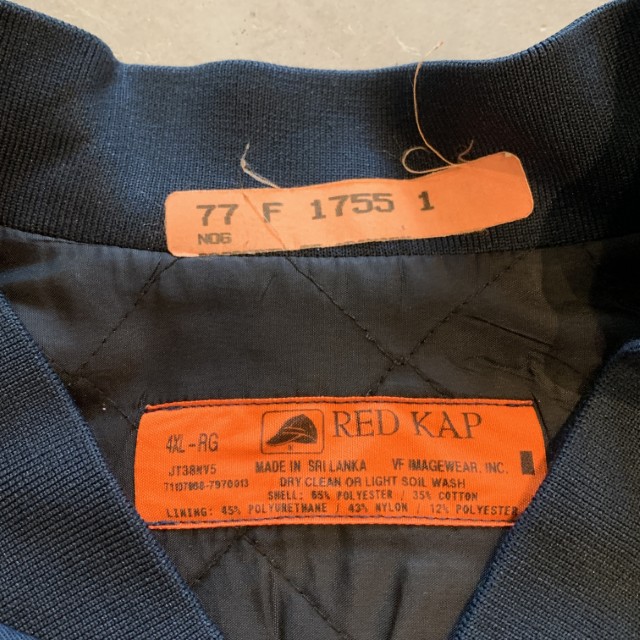 77 F 1755 1
N06
RED KAP
4XL-RG
JT38NV5
MADE IN SRI LANKA VF IMAGEWEAR, INC.
DRY CLEAN OR LIGHT SOIL WASH
SHELL: 65% POLYESTER / 35% COTTON
LINING: 45% POLYURETHANE / 43% NYLON / 12% POLYESTER